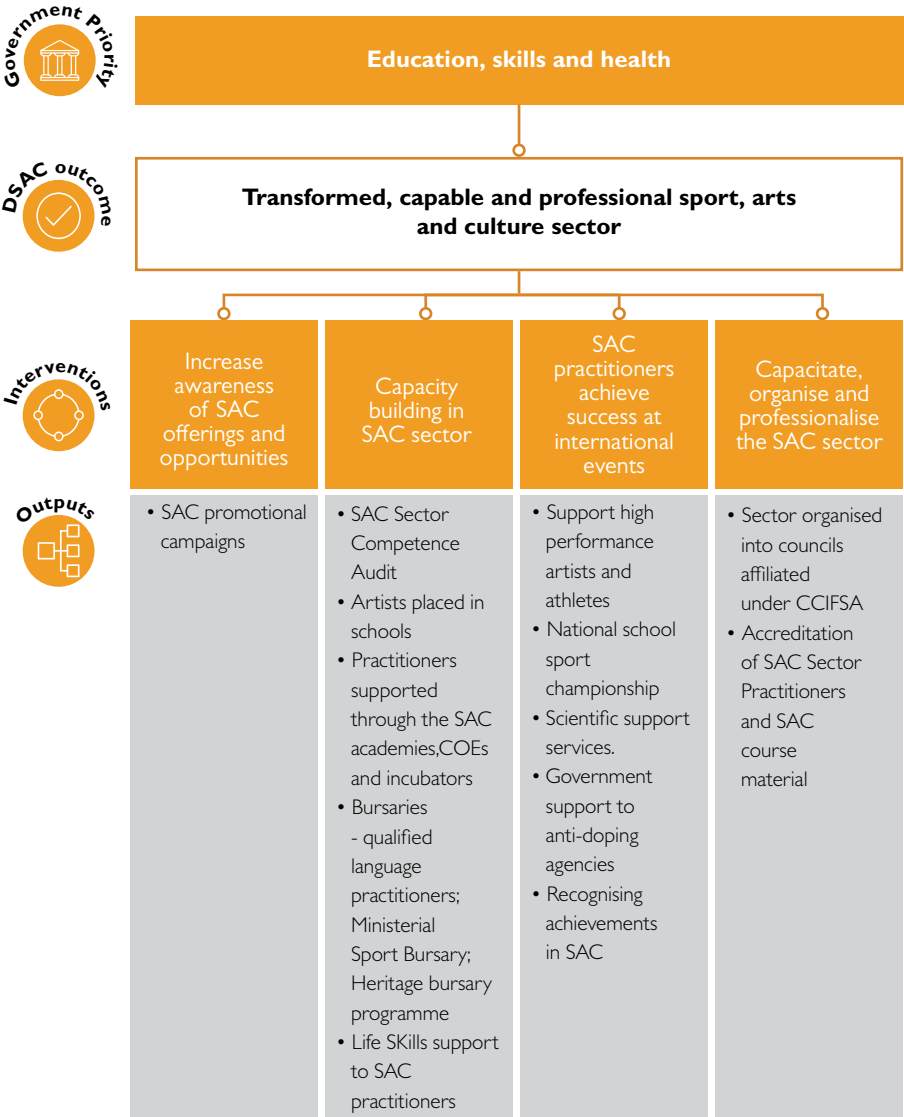 Government Priority
Education, skills and health
DSAC outcome
Transformed, capable and professional sport, arts
and culture sector
Interventions
Increase
awareness
of SAC
offerings and
opportunities
Capacity
building in
SAC sector
SAC
practitioners
achieve
success at
international
events
Capacitate,
organise and
professionalise
the SAC sector
Outputs
• SAC promotional
campaigns
• SAC Sector
Competence
Audit
• Artists placed in
schools
• Practitioners
supported
through the SAC
academies,COEs
and incubators
• Bursaries
- qualified
language
practitioners;
Ministerial
Sport Bursary;
Heritage bursary
programme
• Life SKills support
to SAC
practitioners
• Support high
performance
artists and
athletes
• National school
sport
championship
• Scientific support
services.
• Government
support to
anti-doping
agencies
• Recognising
achievements
in SAC
• Sector organised
into councils
affiliated
under CCIFSA
• Accreditation
of SAC Sector
Practitioners
and SAC
course
material